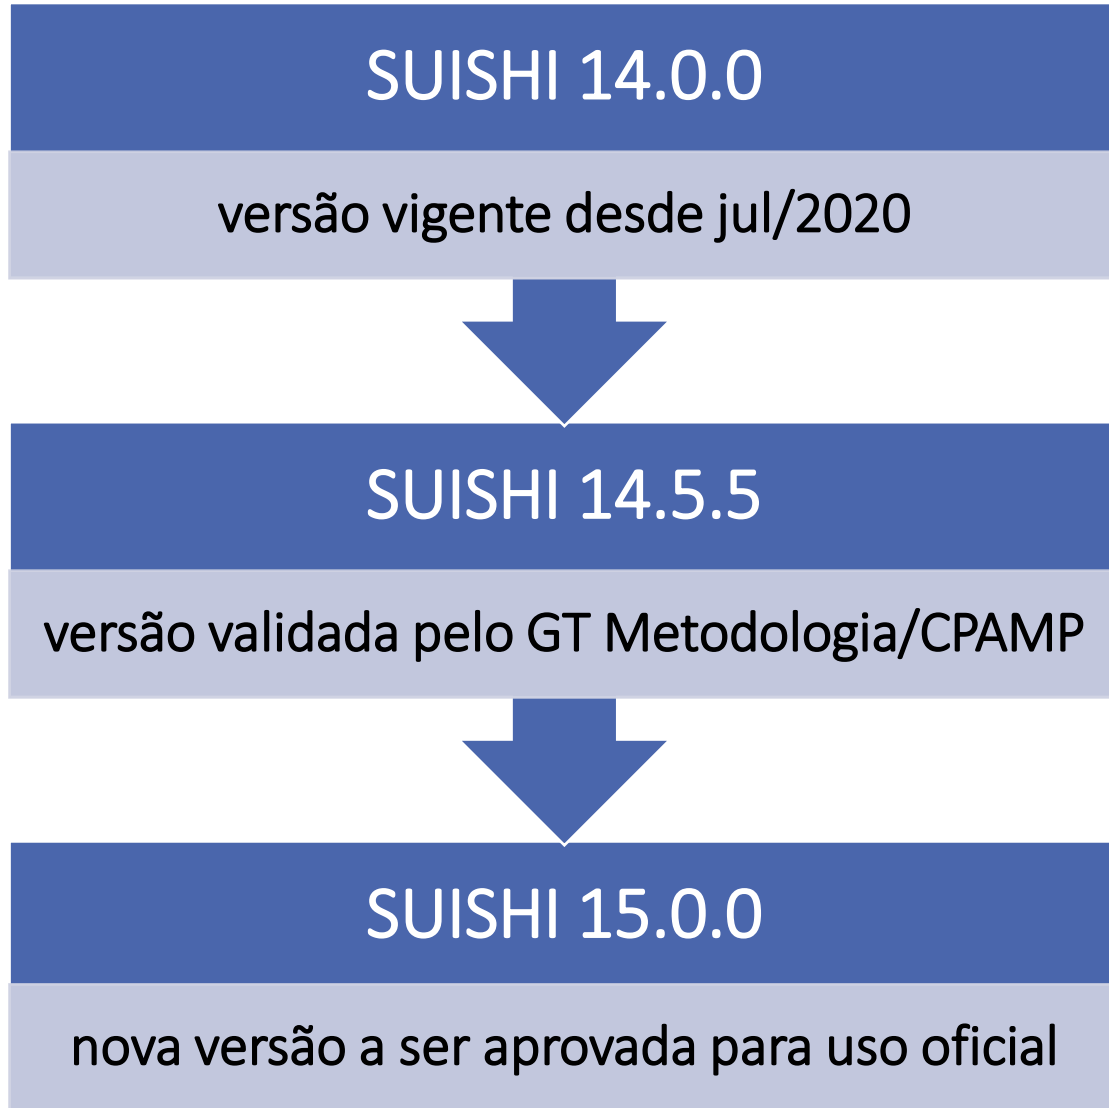 SUISHI 14.0.0
versão vigente desde jul/2020
SUISHI 14.5.5
versão validada pelo GT Metodologia/CPAMP
SUISHI 15.0.0
nova versão a ser aprovada para uso oficial